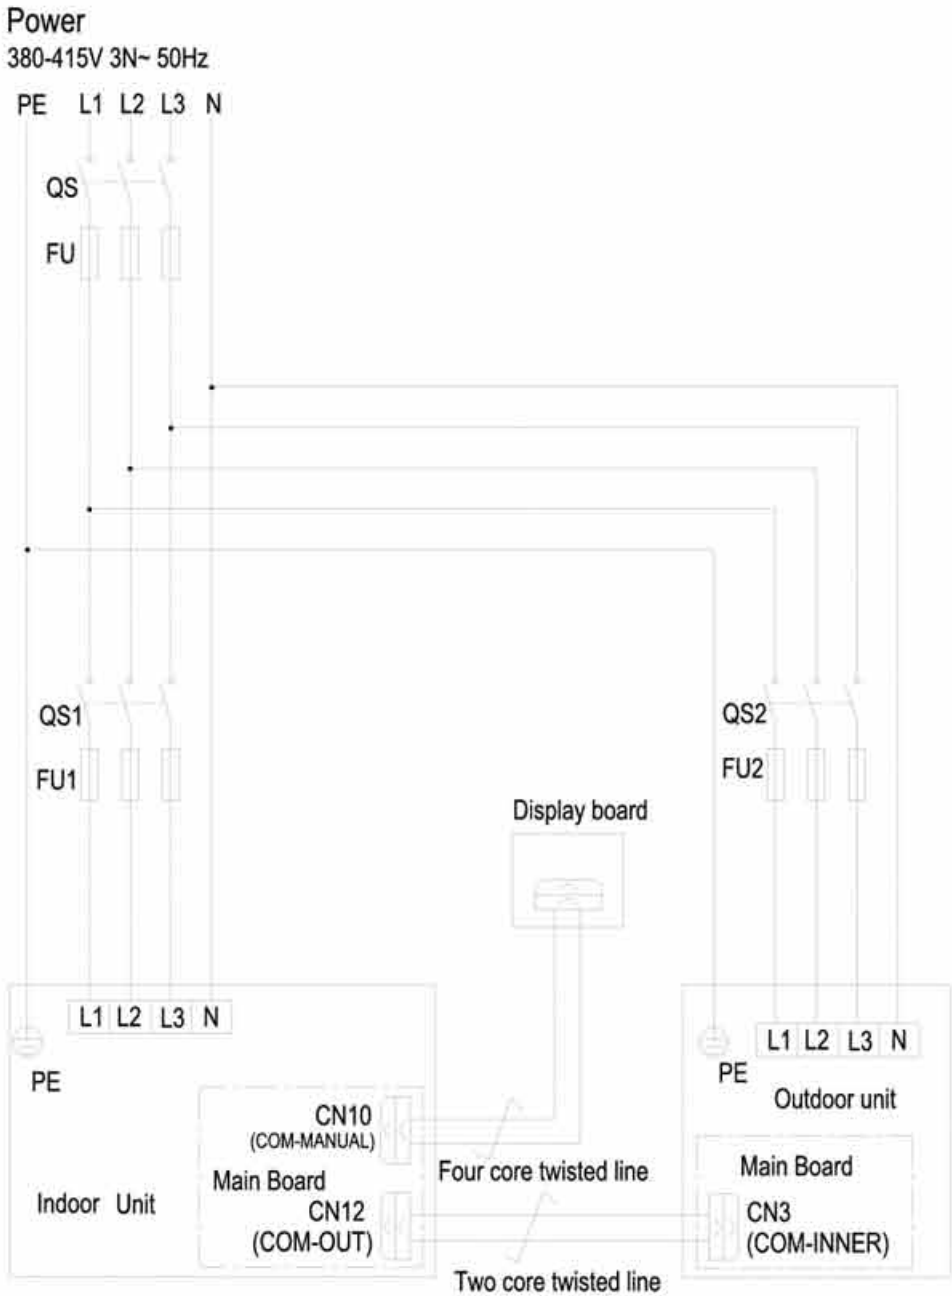 Power
380-415V 3N~ 50Hz
PE L1 L2 L3 N
QS
FU
QS1
QS2
FU1
FU2
Display board
L1 L2 L3 N
L1 L2 L3 N
PE
PE
Outdoor unit
CN10
(COM-MANUAL)
Four core twisted line
Main Board
Main Board
Indoor Unit
CN12
(COM-OUT)
CN3
(COM-INNER)
Two core twisted line